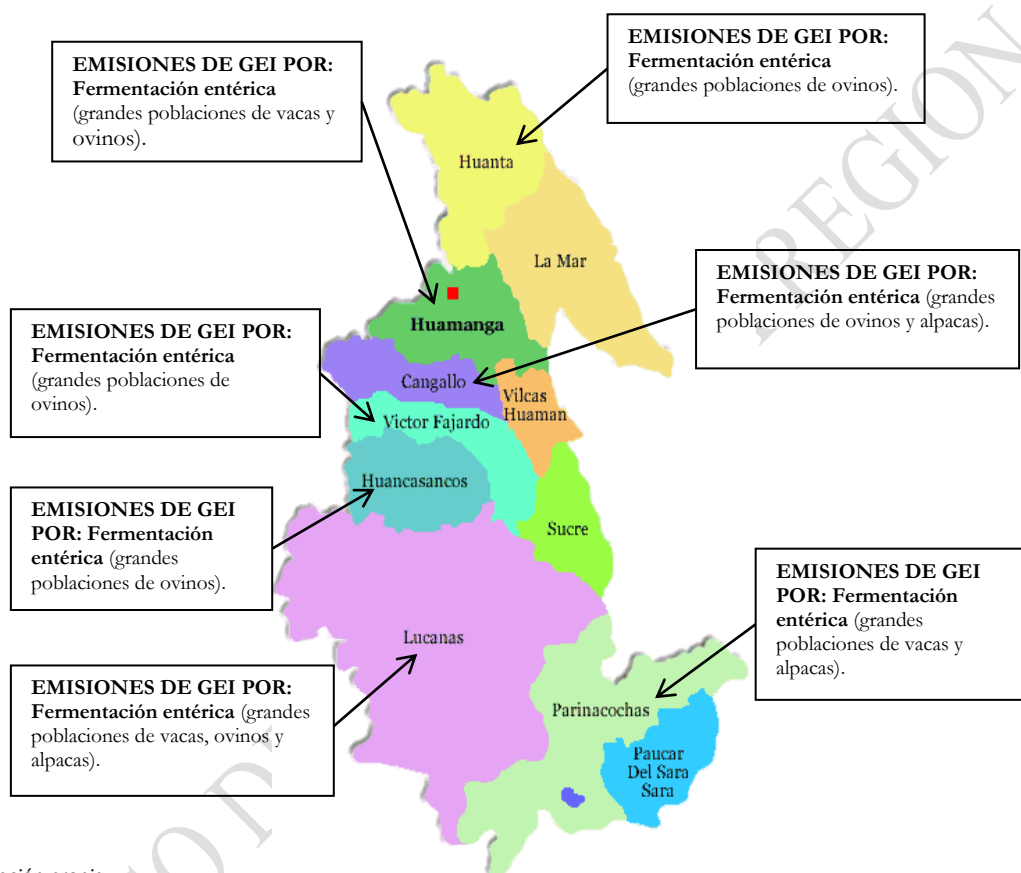 EMISIONES DE GEI POR:
Fermentación entérica
(grandes poblaciones de vacas y
ovinos).
EMISIONES DE GEI POR:
Fermentación entérica
(grandes poblaciones de ovinos).
Huanta
La Mar
EMISIONES DE GEI POR:
Fermentación entérica (grandes
poblaciones de ovinos y alpacas).
Huamanga
EMISIONES DE GEI POR:
Fermentación entérica
(grandes poblaciones de
ovinos).
Cangallo
Vilcas
Huaman
Victor Fajardo
Huancasancos
EMISIONES DE GEI
POR: Fermentación
entérica (grandes
poblaciones de ovinos).
Sucre
EMISIONES DE GEI
POR: Fermentación
entérica (grandes
poblaciones de vacas y
alpacas).
Lucanas
EMISIONES DE GEI POR:
Fermentación entérica (grandes
poblaciones de vacas, ovinos y
alpacas).
Parinacochas
Paucar
Del Sara
Sara
REGION